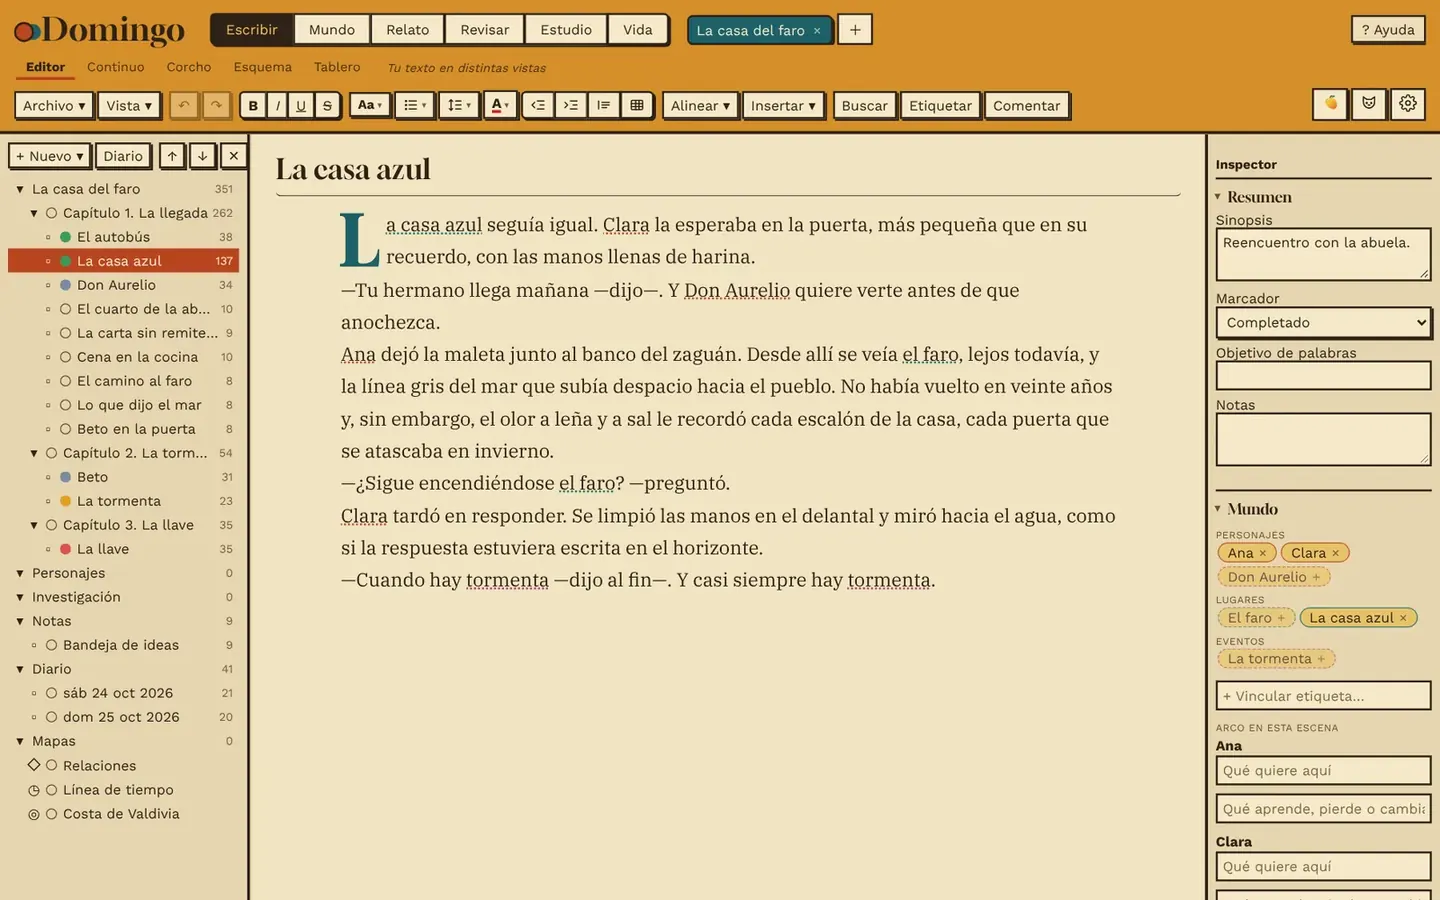 Domingo
Escribir Mundo Relato Revisar Estudio Vida
La casa del faro × +
? Ayuda
Editor Continuo Corcho Esquema Tablero Tu texto en distintas vistas
Archivo ▾ Vista ▾ ↶ ↷ B I U S Aa ▾ A ▾ Alinear ▾ Insertar ▾ Buscar Etiquetar Comentar
+ Nuevo ▾ Diario ↑ ↓ ✕
▼ La casa del faro 351
▼ Capítulo 1. La llegada 262
El autobús 38
La casa azul 137
Don Aurelio 34
El cuarto de la ab... 10
La carta sin remite... 9
Cena en la cocina 10
El camino al faro 8
Lo que dijo el mar 8
Beto en la puerta 8
▼ Capítulo 2. La torm... 54
Beto 31
La tormenta 23
▼ Capítulo 3. La llave 35
La llave 35
▼ Personajes 0
▼ Investigación 0
▼ Notas 9
Bandeja de ideas 9
▼ Diario 41
sáb 24 oct 2026 21
dom 25 oct 2026 20
▼ Mapas 0
Relaciones
Línea de tiempo
Costa de Valdivia
La casa azul
La casa azul seguía igual. Clara la esperaba en la puerta, más pequeña que en su
recuerdo, con las manos llenas de harina.
—Tu hermano llega mañana —dijo—. Y Don Aurelio quiere verte antes de que
anochezca.
Ana dejó la maleta junto al banco del zaguán. Desde allí se veía el faro, lejos todavía, y
la línea gris del mar que subía despacio hacia el pueblo. No había vuelto en veinte años
y, sin embargo, el olor a leña y a sal le recordó cada escalón de la casa, cada puerta que
se atascaba en invierno.
—¿Sigue encendiéndose el faro? —preguntó.
Clara tardó en responder. Se limpió las manos en el delantal y miró hacia el agua, como
si la respuesta estuviera escrita en el horizonte.
—Cuando hay tormenta —dijo al fin—. Y casi siempre hay tormenta.
Inspector
▼ Resumen
Sinopsis
Reencuentro con la abuela.
Marcador
Completado
Objetivo de palabras
Notas
▼ Mundo
PERSONAJES
Ana × Clara ×
Don Aurelio +
LUGARES
El faro + La casa azul ×
EVENTOS
La tormenta +
+ Vincular etiqueta...
ARCO EN ESTA ESCENA
Ana
Qué quiere aquí
Qué aprende, pierde o cambia
Clara
Qué quiere aquí